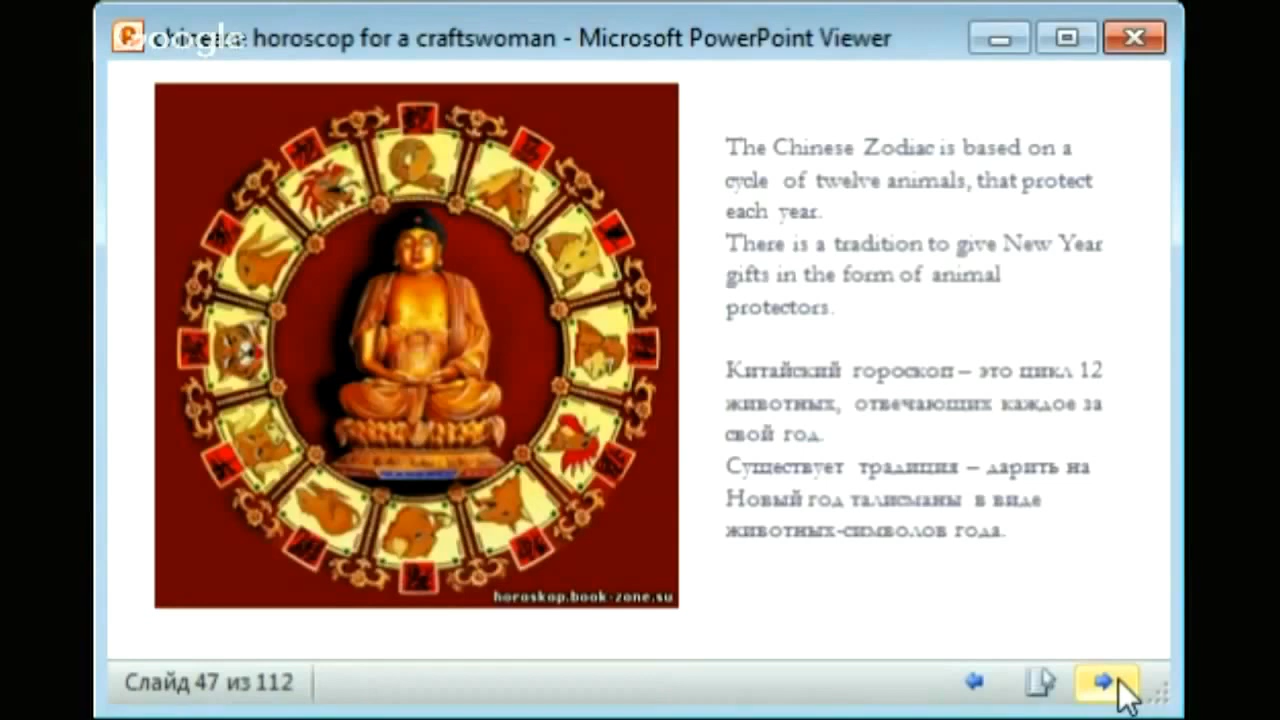 Google
horoscop for a craftswoman - Microsoft PowerPoint Viewer
The Chinese Zodiac is based on a
cycle of twelve animals, that protect
each year.
There is a tradition to give New Year
gifts in the form of animal
protectors.
Китайский гороскоп – это цикл 12
животных, отвечающих каждое за
свой год.
Существует традиция – дарить на
Новый год талисманы в виде
животных-символов года.
horoskop.book-zone.su
Слайд 47 из 112